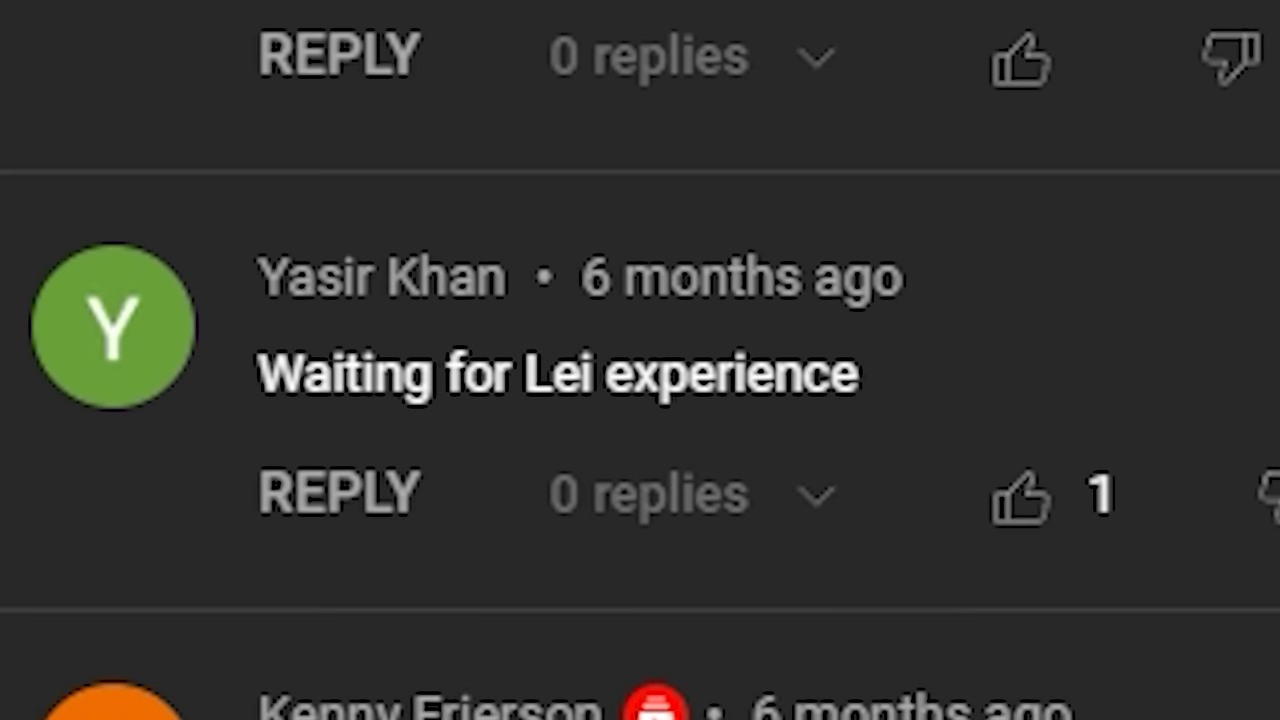 REPLY 0 replies
Y
Yasir Khan • 6 months ago
Waiting for Lei experience
REPLY 0 replies 1
Kenny Frierson • 6 months ago